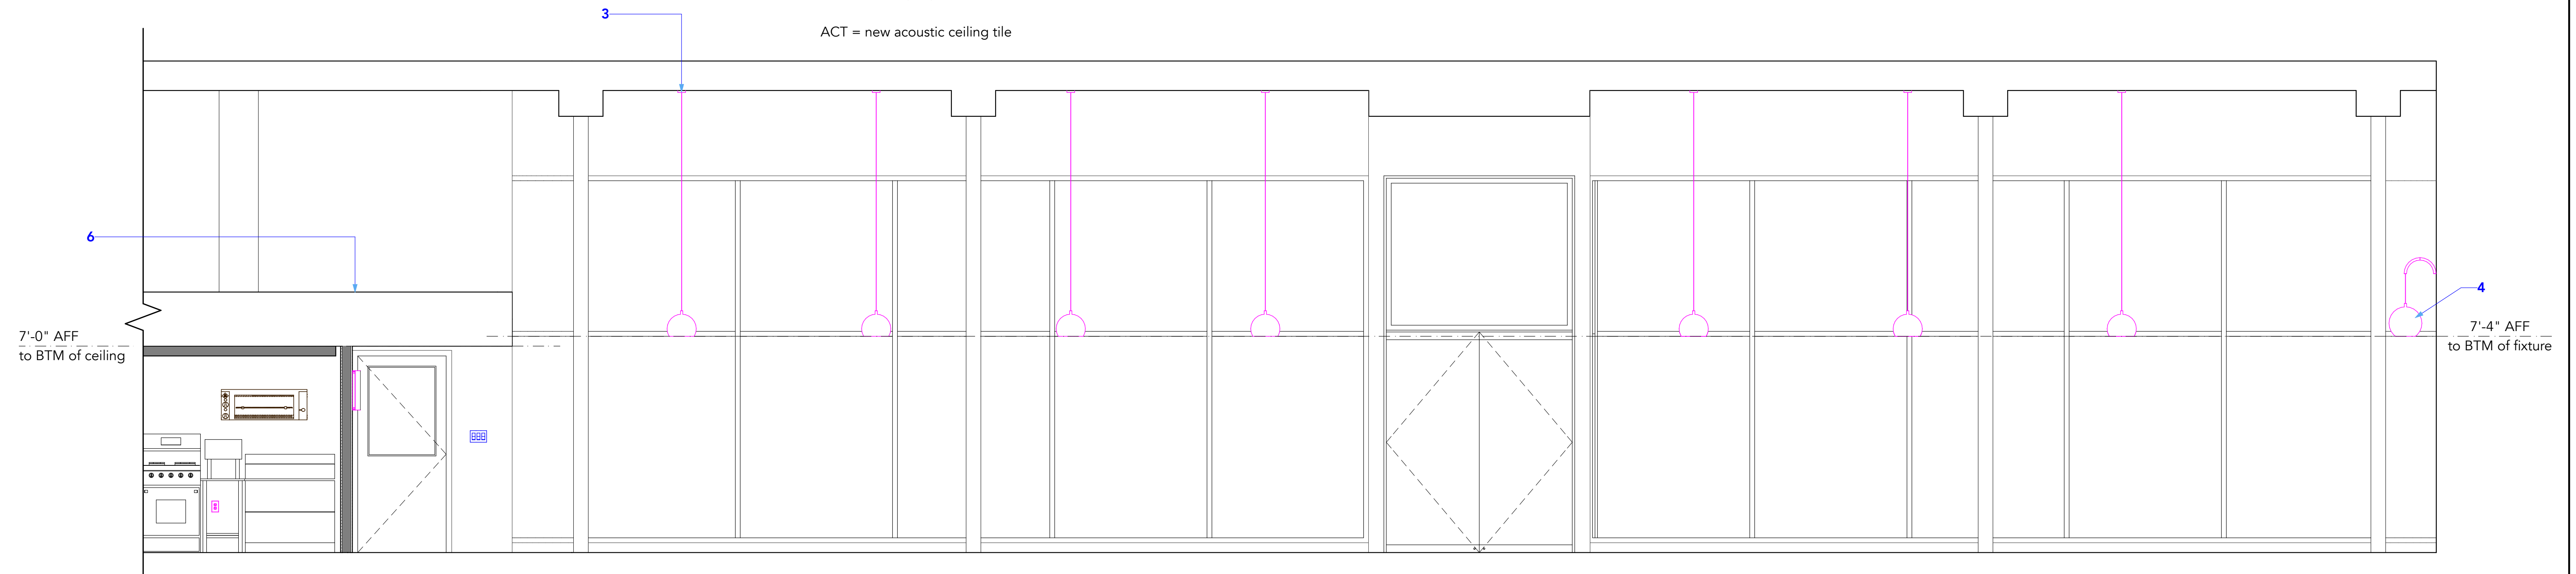 3
ACT = new acoustic ceiling tile
6
4
7'-0" AFF
to BTM of ceiling
7'-4" AFF
to BTM of fixture